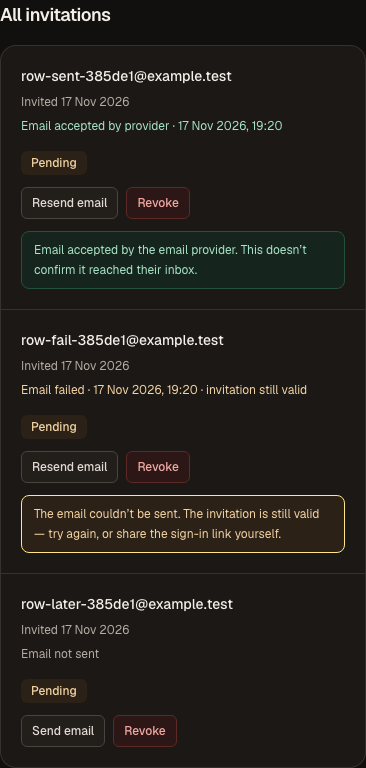 All invitations
row-sent-385de1@example.test
Invited 17 Nov 2026
Email accepted by provider · 17 Nov 2026, 19:20
Pending
Resend email Revoke
Email accepted by the email provider. This doesn’t
confirm it reached their inbox.
row-fail-385de1@example.test
Invited 17 Nov 2026
Email failed · 17 Nov 2026, 19:20 · invitation still valid
Pending
Resend email Revoke
The email couldn’t be sent. The invitation is still valid
— try again, or share the sign-in link yourself.
row-later-385de1@example.test
Invited 17 Nov 2026
Email not sent
Pending
Send email Revoke